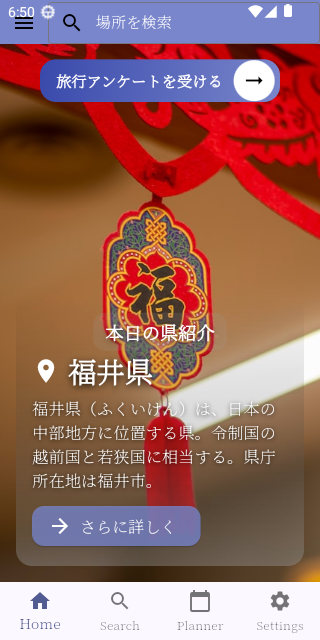 6:50
場所を検索
旅行アンケートを受ける
福
本日の県紹介
福井県
福井県（ふくいけん）は、日本の
中部地方に位置する県。令制国の
越前国と若狭国に相当する。県庁
所在地は福井市。
さらに詳しく
Home
Search
Planner
Settings